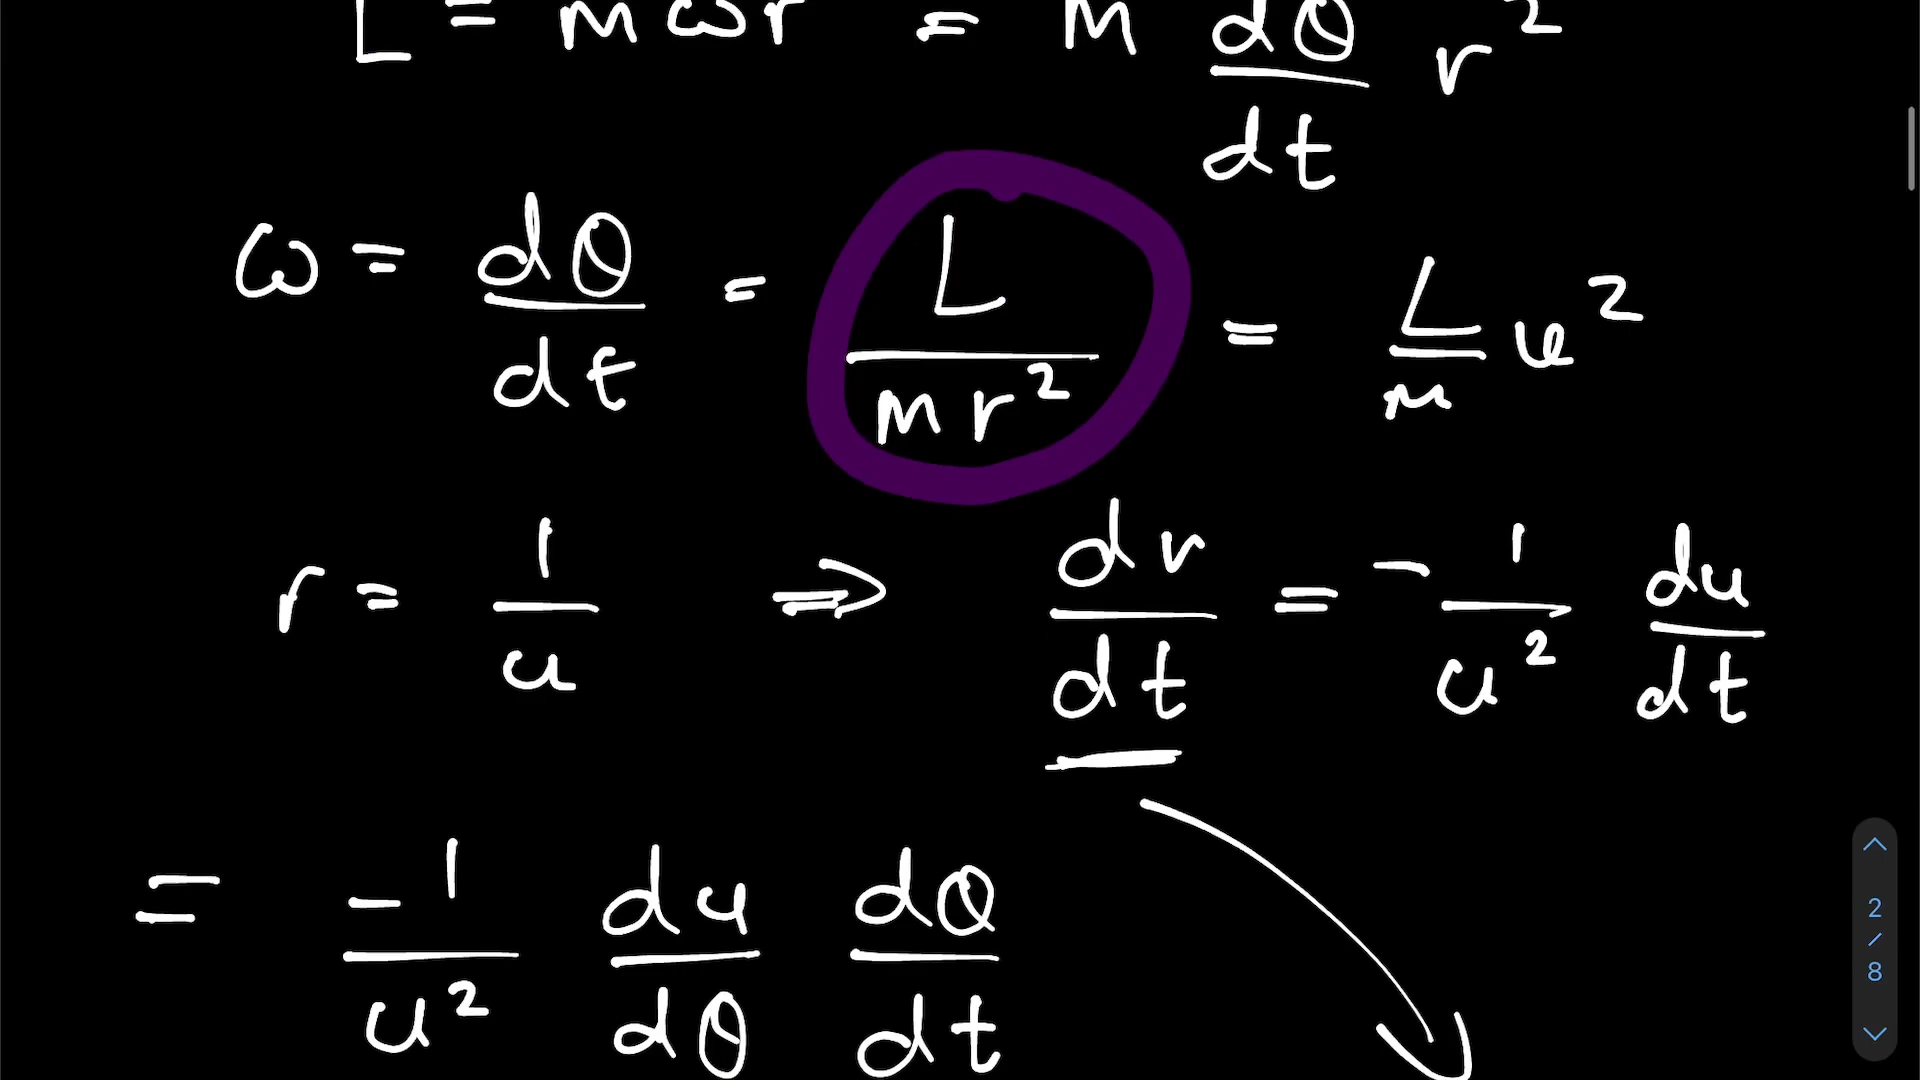 L = mωr = m dθ/dt r²
ω = dθ/dt = L/mr² = L/m u²
r = 1/u ⇒ dr/dt = - 1/u² du/dt
= -1/u² du/dθ dθ/dt
2 / 8